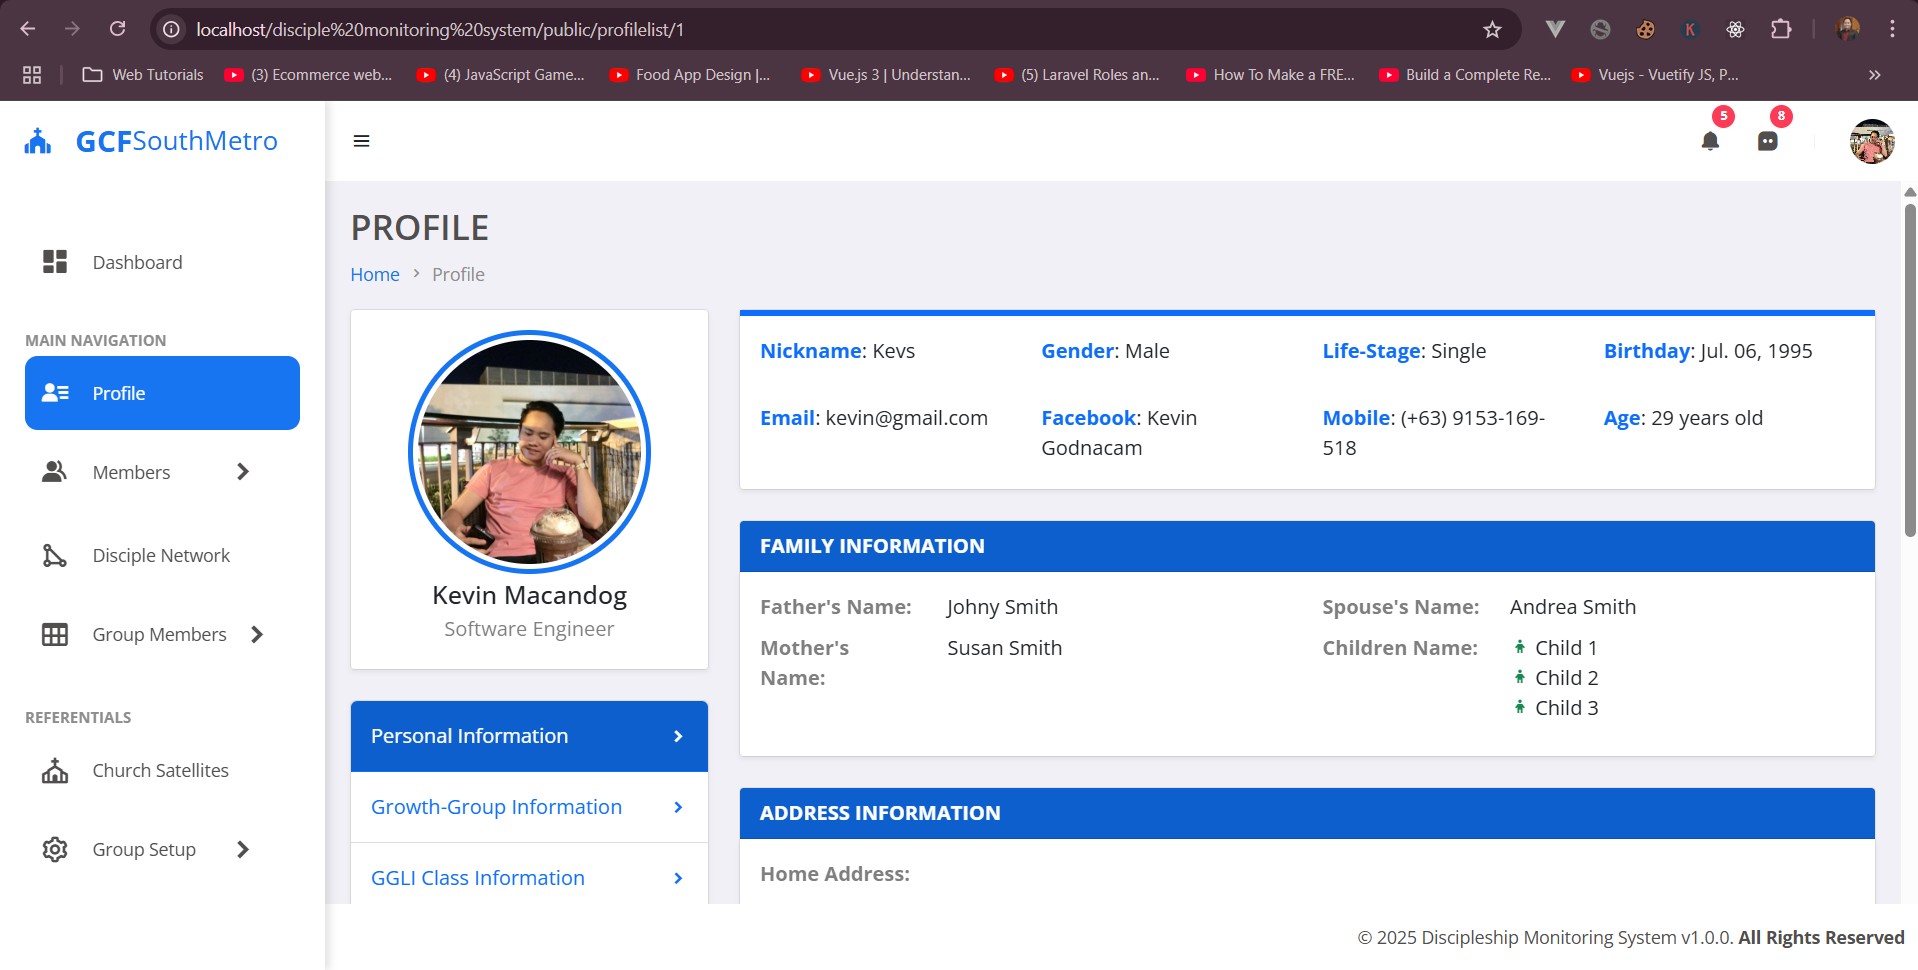 localhost/disciple%20monitoring%20system/public/profilelist/1
K
Web Tutorials
(3) Ecommerce web...
(4) JavaScript Game...
Food App Design |...
Vue.js 3 | Understan...
(5) Laravel Roles an...
How To Make a FRE...
Build a Complete Re...
Vuejs - Vuetify JS, P...
GCFSouthMetro
5
8
Dashboard
MAIN NAVIGATION
Profile
Members
Disciple Network
Group Members
REFERENTIALS
Church Satellites
Group Setup
PROFILE
Home > Profile
Kevin Macandog
Software Engineer
Personal Information
Growth-Group Information
GGLI Class Information
Nickname: Kevs
Gender: Male
Life-Stage: Single
Birthday: Jul. 06, 1995
Email: kevin@gmail.com
Facebook: Kevin
Godnacam
Mobile: (+63) 9153-169-
518
Age: 29 years old
FAMILY INFORMATION
Father's Name: Johny Smith
Mother's
Name:
Susan Smith
Spouse's Name: Andrea Smith
Children Name:
Child 1
Child 2
Child 3
ADDRESS INFORMATION
Home Address:
© 2025 Discipleship Monitoring System v1.0.0. All Rights Reserved